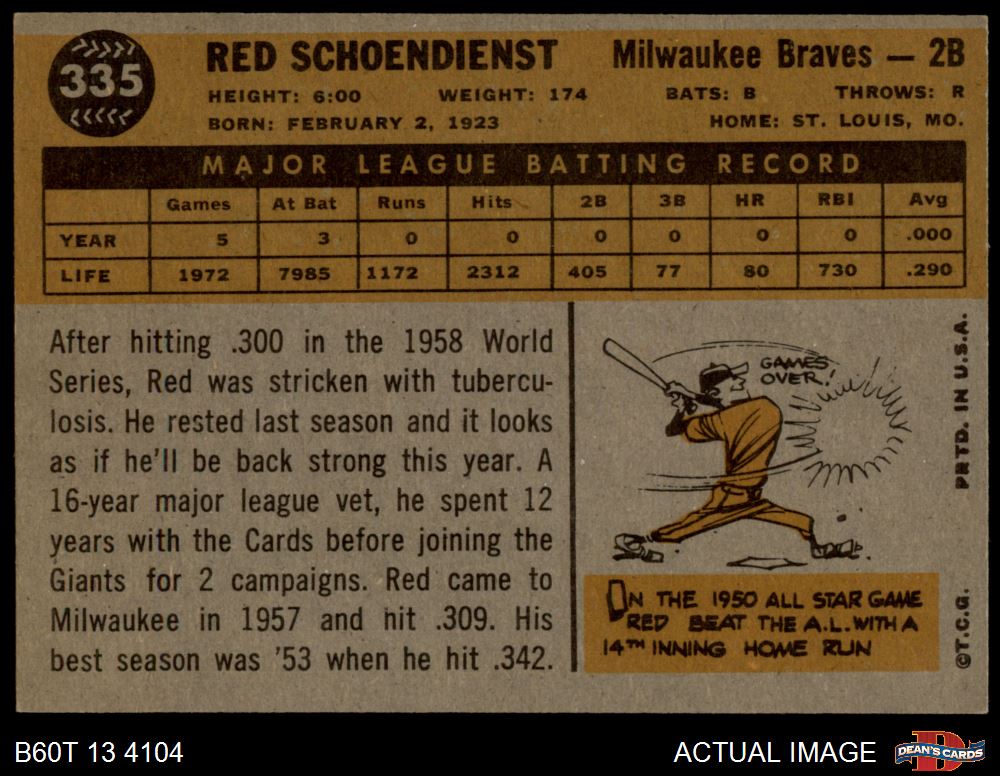 335
RED SCHOENDIENST
Milwaukee Braves — 2B
HEIGHT: 6:00 WEIGHT: 174 BATS: B THROWS: R
BORN: FEBRUARY 2, 1923 HOME: ST. LOUIS, MO.
MAJOR LEAGUE BATTING RECORD
Games At Bat Runs Hits 2B 3B HR RBI Avg
YEAR 5 3 0 0 0 0 0 0 .000
LIFE 1972 7985 1172 2312 405 77 80 730 .290
After hitting .300 in the 1958 World
Series, Red was stricken with tubercu-
losis. He rested last season and it looks
as if he'll be back strong this year. A
16-year major league vet, he spent 12
years with the Cards before joining the
Giants for 2 campaigns. Red came to
Milwaukee in 1957 and hit .309. His
best season was '53 when he hit .342.
GAMES
OVER!
ON THE 1950 ALL STAR GAME
RED BEAT THE A.L. WITH A
14TH INNING HOME RUN
©T.C.G. PRTD. IN U.S.A.
B60T 13 4104
ACTUAL IMAGE
DEAN'S CARDS